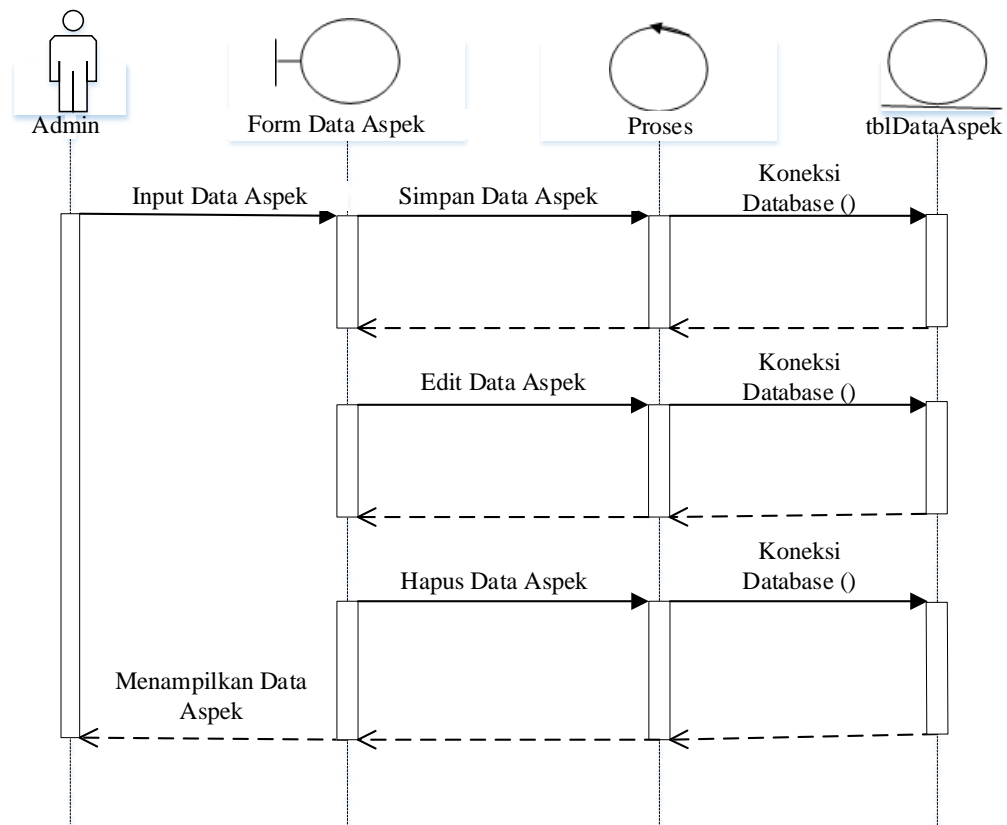 Admin
Form Data Aspek
Proses
tblDataAspek
Input Data Aspek
Simpan Data Aspek
Koneksi
Database ()
Edit Data Aspek
Koneksi
Database ()
Hapus Data Aspek
Koneksi
Database ()
Menampilkan Data
Aspek